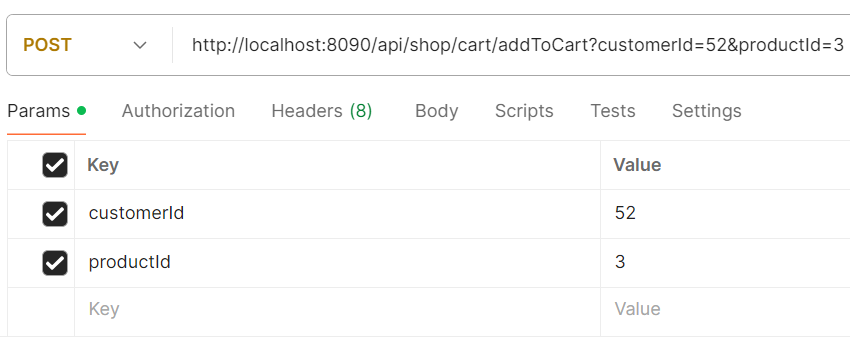 POST http://localhost:8090/api/shop/cart/addToCart?customerId=52&productId=3
Params Authorization Headers (8) Body Scripts Tests Settings
Key Value
customerId 52
productId 3
Key Value